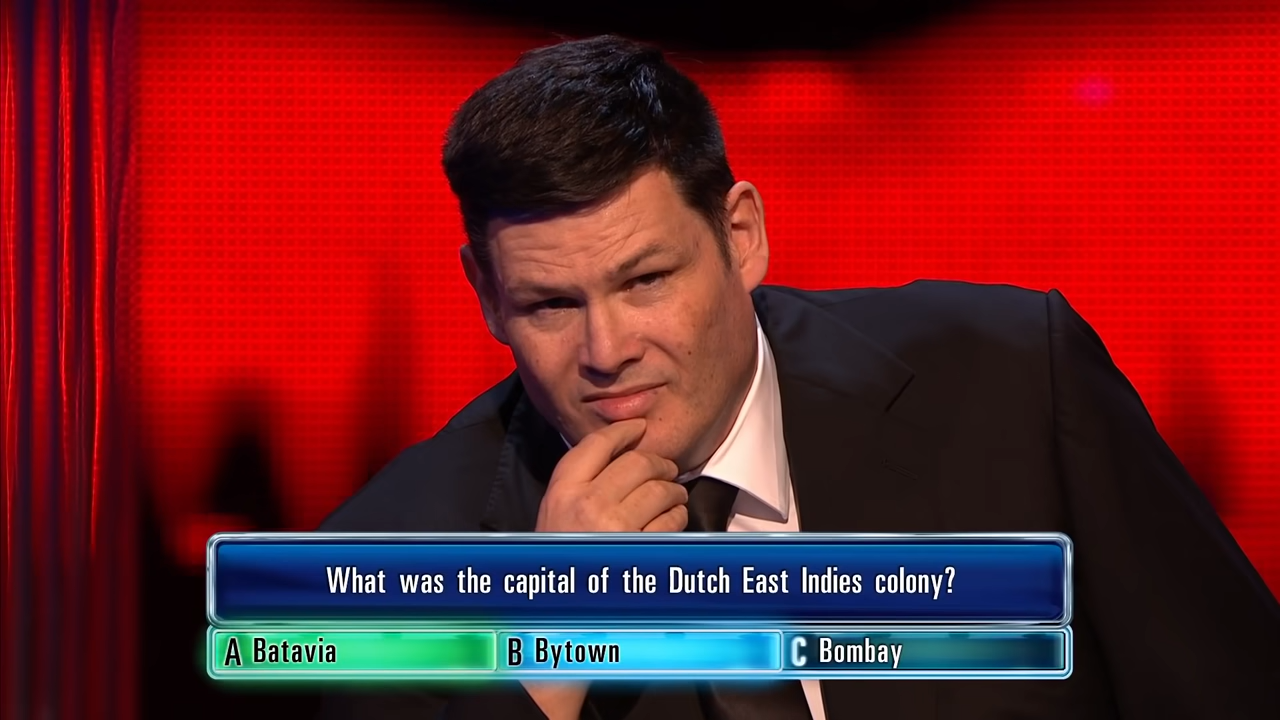 What was the capital of the Dutch East Indies colony?
A Batavia B Bytown C Bombay